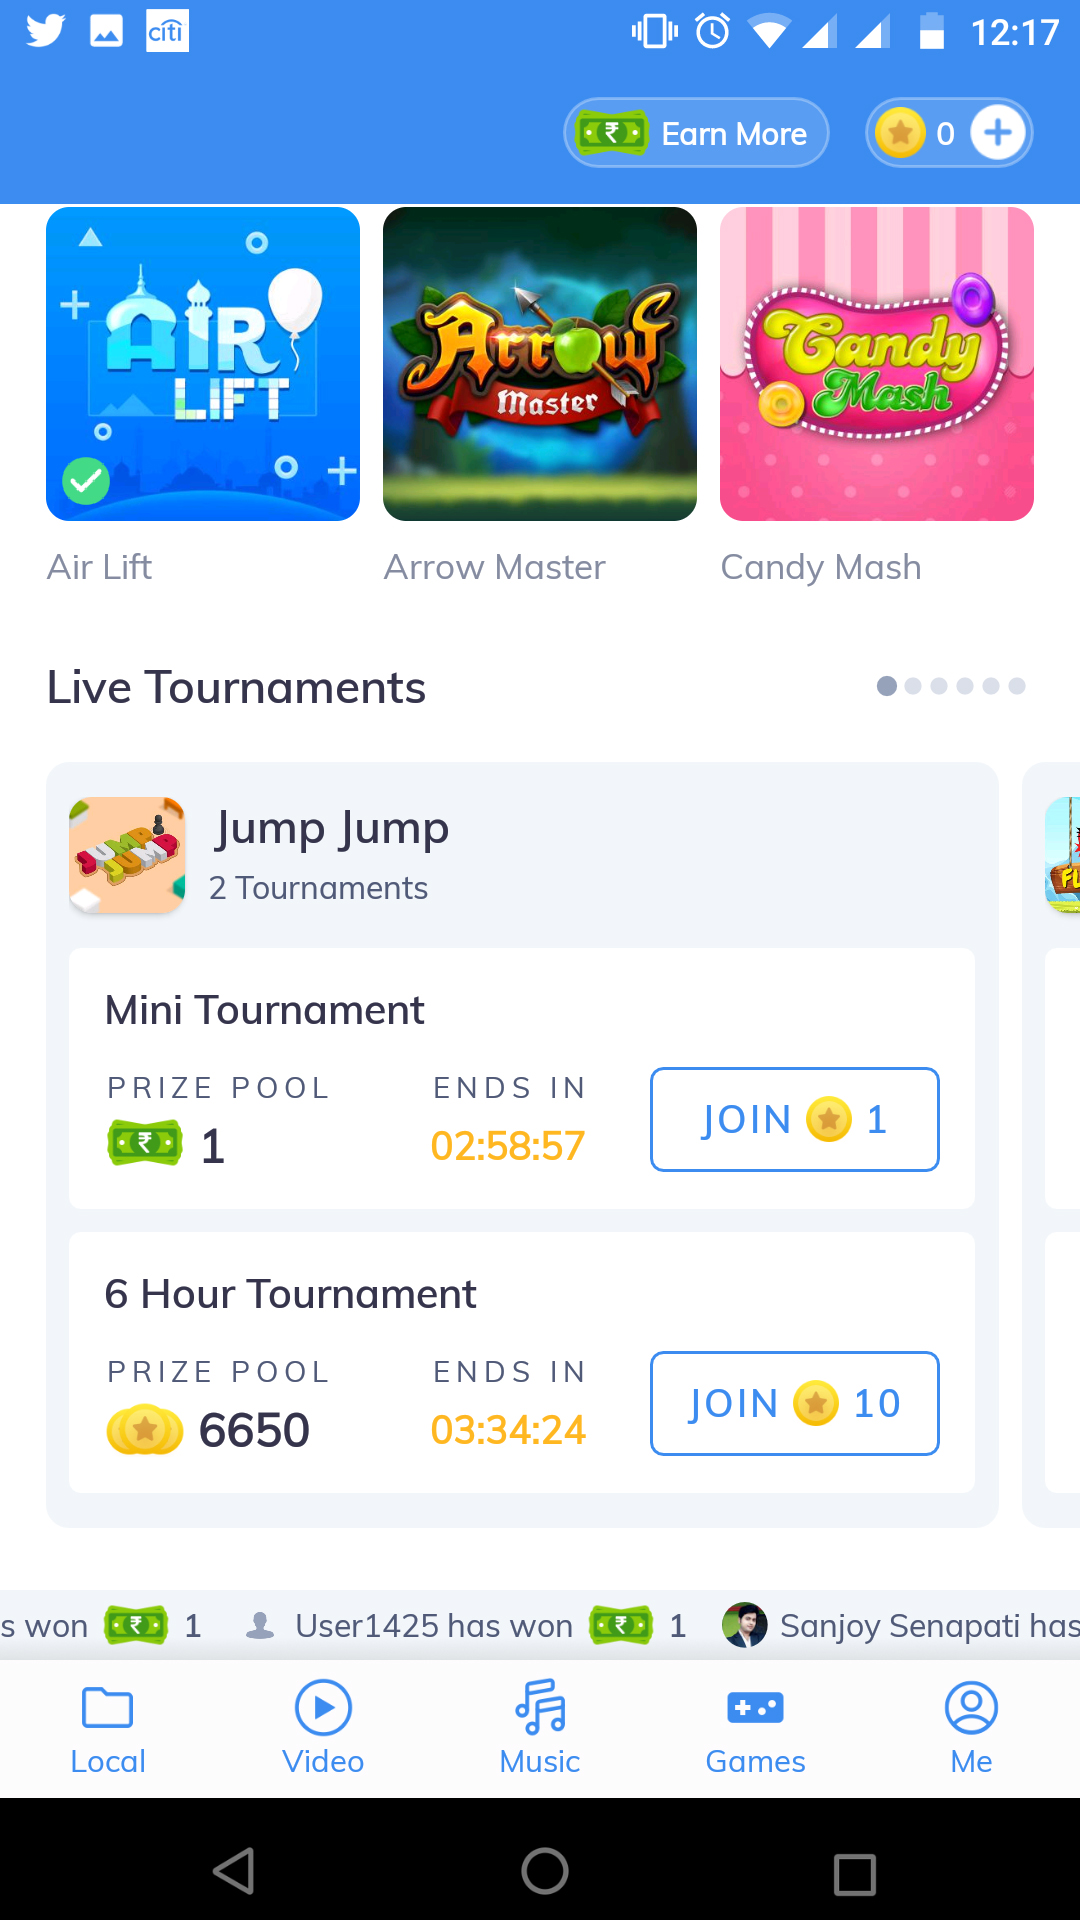 citi 12:17
₹ Earn More 0
AIR
LIFT
Arrow
Master
Candy
Mash
Air Lift
Arrow Master
Candy Mash
Live Tournaments
JUMP
JUMP
Jump Jump
2 Tournaments
FL
Mini Tournament
PRIZE POOL
ENDS IN
JOIN 1
₹ 1
02:58:57
6 Hour Tournament
PRIZE POOL
ENDS IN
JOIN 10
6650
03:34:24
s won ₹ 1 User1425 has won ₹ 1 Sanjoy Senapati has
Local Video Music Games Me